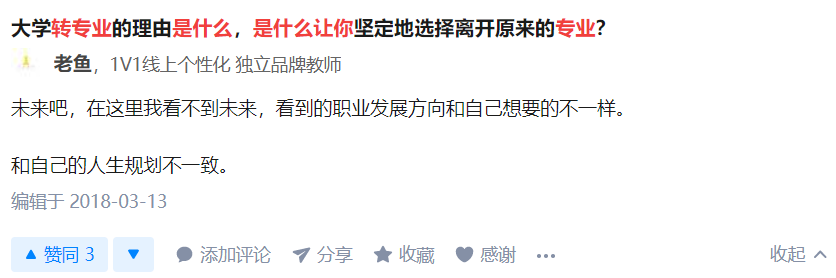 大学转专业的理由是什么，是什么让你坚定地选择离开原来的专业？
老鱼，1V1线上个性化 独立品牌教师
未来吧，在这里我看不到未来，看到的职业发展方向和自己想要的不一样。
和自己的人生规划不一致。
编辑于 2018-03-13
赞同 3 添加评论 分享 收藏 感谢 收起